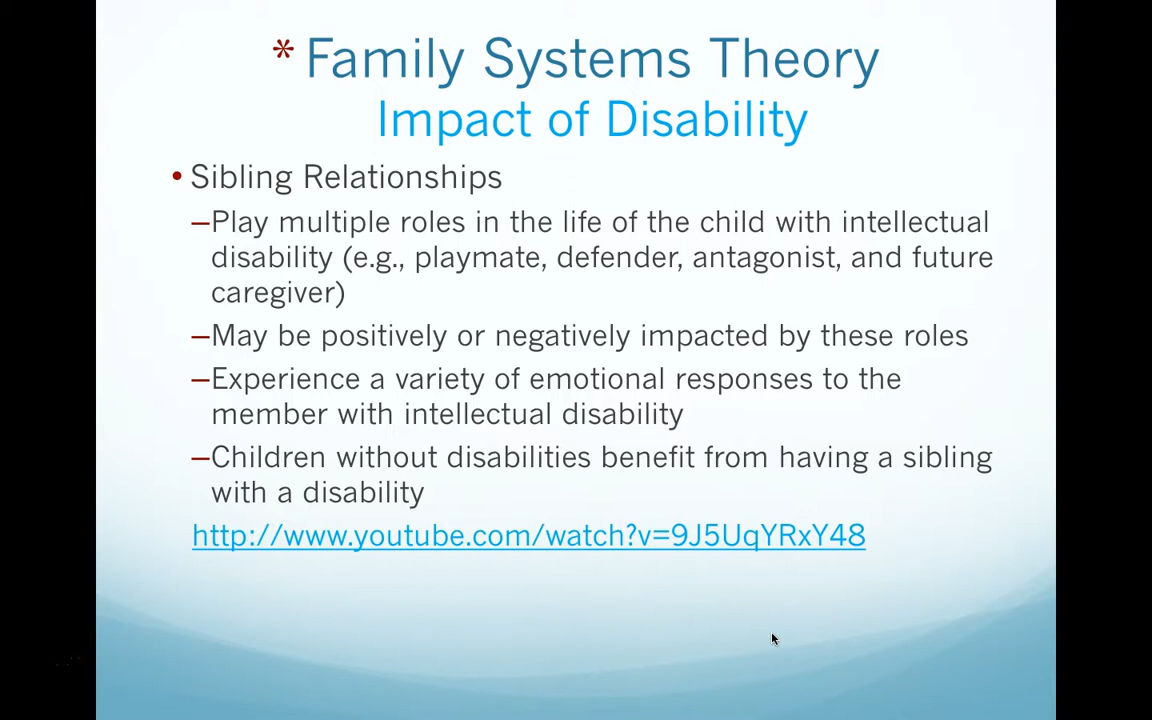 * Family Systems Theory
Impact of Disability
• Sibling Relationships
–Play multiple roles in the life of the child with intellectual
disability (e.g., playmate, defender, antagonist, and future
caregiver)
–May be positively or negatively impacted by these roles
–Experience a variety of emotional responses to the
member with intellectual disability
–Children without disabilities benefit from having a sibling
with a disability
http://www.youtube.com/watch?v=9J5UqYRxY48